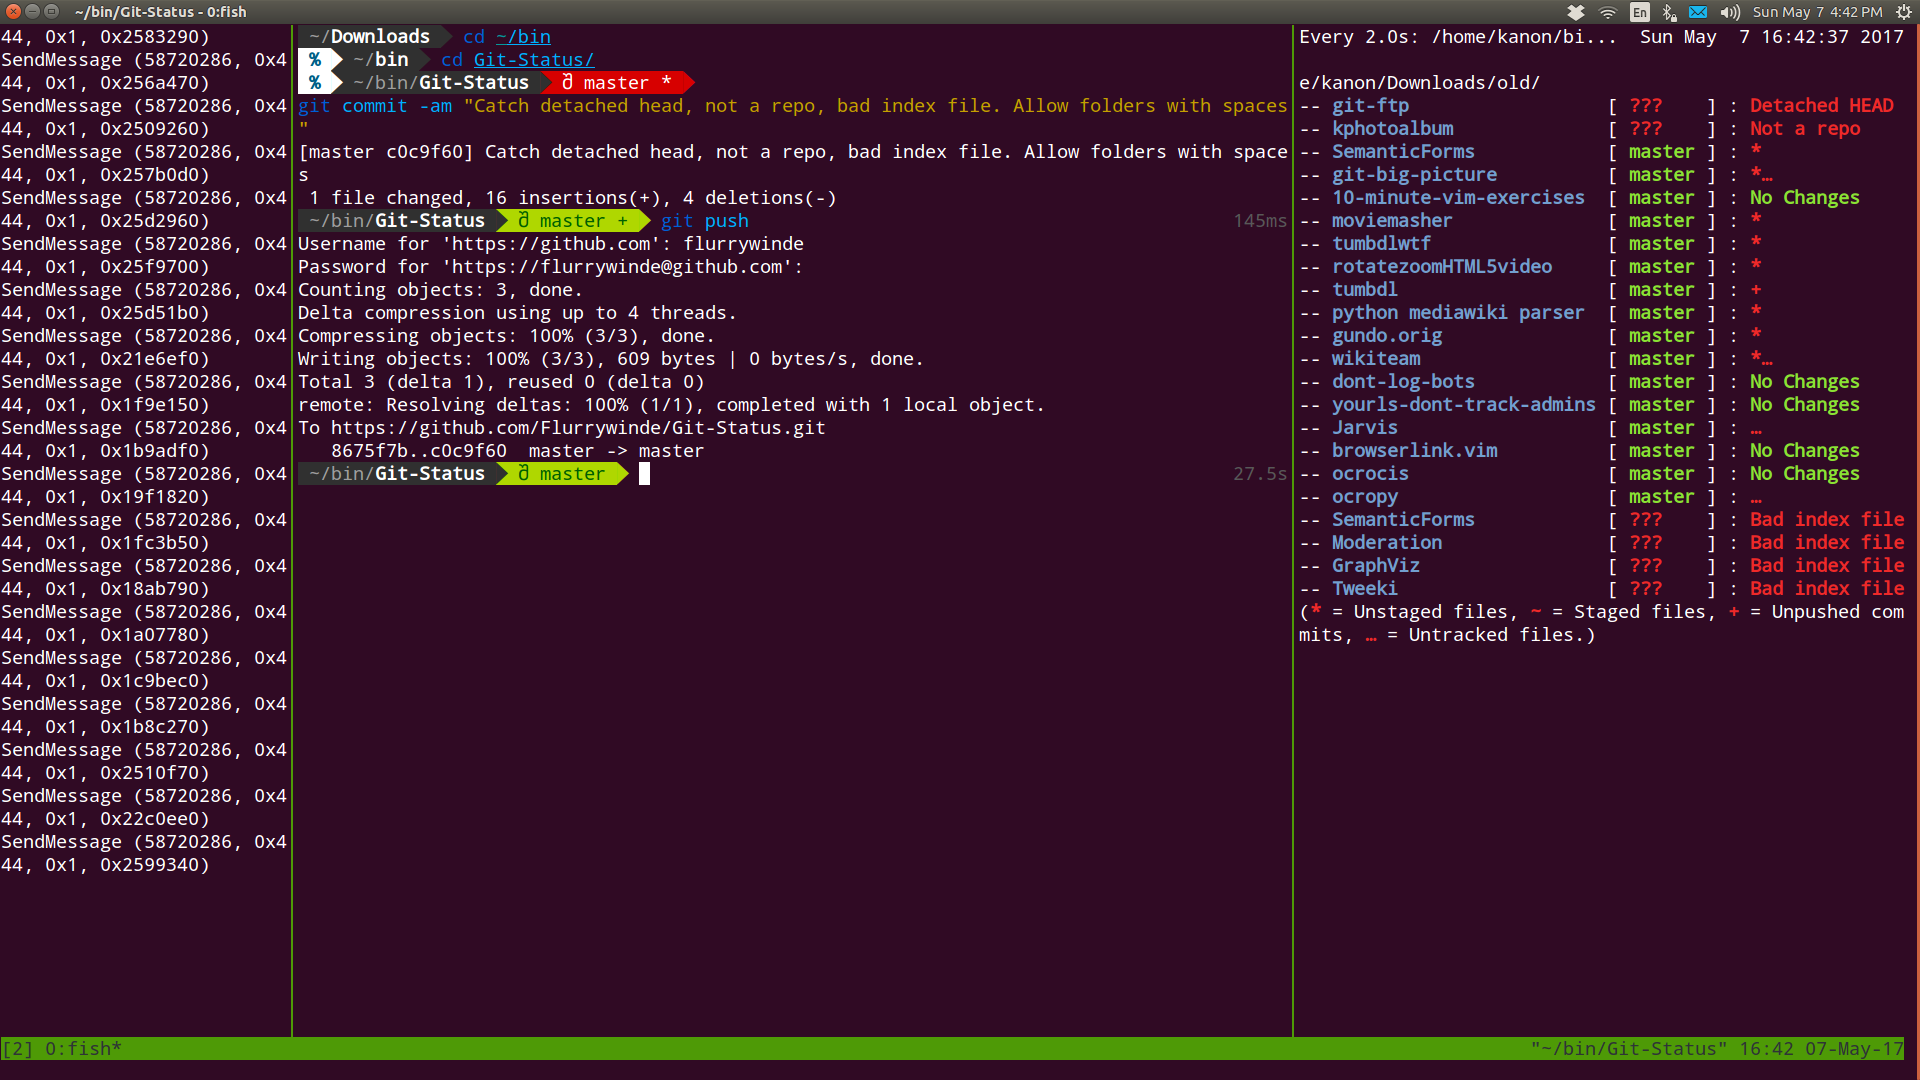 ~/bin/Git-Status - 0:fish
En
Sun May 7 4:42 PM
44, 0x1, 0x2583290)
SendMessage (58720286, 0x4
44, 0x1, 0x256a470)
SendMessage (58720286, 0x4
44, 0x1, 0x2509260)
SendMessage (58720286, 0x4
44, 0x1, 0x257b0d0)
SendMessage (58720286, 0x4
44, 0x1, 0x25d2960)
SendMessage (58720286, 0x4
44, 0x1, 0x25f9700)
SendMessage (58720286, 0x4
44, 0x1, 0x25d51b0)
SendMessage (58720286, 0x4
44, 0x1, 0x21e6ef0)
SendMessage (58720286, 0x4
44, 0x1, 0x1f9e150)
SendMessage (58720286, 0x4
44, 0x1, 0x1b9adf0)
SendMessage (58720286, 0x4
44, 0x1, 0x19f1820)
SendMessage (58720286, 0x4
44, 0x1, 0x1fc3b50)
SendMessage (58720286, 0x4
44, 0x1, 0x18ab790)
SendMessage (58720286, 0x4
44, 0x1, 0x1a07780)
SendMessage (58720286, 0x4
44, 0x1, 0x1c9bec0)
SendMessage (58720286, 0x4
44, 0x1, 0x1b8c270)
SendMessage (58720286, 0x4
44, 0x1, 0x2510f70)
SendMessage (58720286, 0x4
44, 0x1, 0x22c0ee0)
SendMessage (58720286, 0x4
44, 0x1, 0x2599340)
~/Downloads cd ~/bin
% ~/bin cd Git-Status/
% ~/bin/Git-Status master *
git commit -am "Catch detached head, not a repo, bad index file. Allow folders with spaces
"
[master c0c9f60] Catch detached head, not a repo, bad index file. Allow folders with space
s
1 file changed, 16 insertions(+), 4 deletions(-)
~/bin/Git-Status master + git push 145ms
Username for 'https://github.com': flurrywinde
Password for 'https://flurrywinde@github.com':
Counting objects: 3, done.
Delta compression using up to 4 threads.
Compressing objects: 100% (3/3), done.
Writing objects: 100% (3/3), 609 bytes | 0 bytes/s, done.
Total 3 (delta 1), reused 0 (delta 0)
remote: Resolving deltas: 100% (1/1), completed with 1 local object.
To https://github.com/Flurrywinde/Git-Status.git
8675f7b..c0c9f60 master -> master
~/bin/Git-Status master 27.5s
Every 2.0s: /home/kanon/bi... Sun May 7 16:42:37 2017
e/kanon/Downloads/old/
-- git-ftp [ ??? ] : Detached HEAD
-- kphotoalbum [ ??? ] : Not a repo
-- SemanticForms [ master ] : *
-- git-big-picture [ master ] : *…
-- 10-minute-vim-exercises [ master ] : No Changes
-- moviemasher [ master ] : *
-- tumbdlwtf [ master ] : *
-- rotatezoomHTML5video [ master ] : *
-- tumbdl [ master ] : +
-- python mediawiki parser [ master ] : *
-- gundo.orig [ master ] : *
-- wikiteam [ master ] : *…
-- dont-log-bots [ master ] : No Changes
-- yourls-dont-track-admins [ master ] : No Changes
-- Jarvis [ master ] : …
-- browserlink.vim [ master ] : No Changes
-- ocrocis [ master ] : No Changes
-- ocropy [ master ] : …
-- SemanticForms [ ??? ] : Bad index file
-- Moderation [ ??? ] : Bad index file
-- GraphViz [ ??? ] : Bad index file
-- Tweeki [ ??? ] : Bad index file
(* = Unstaged files, ~ = Staged files, + = Unpushed com
mits, … = Untracked files.)
[2] 0:fish* "~/bin/Git-Status" 16:42 07-May-17